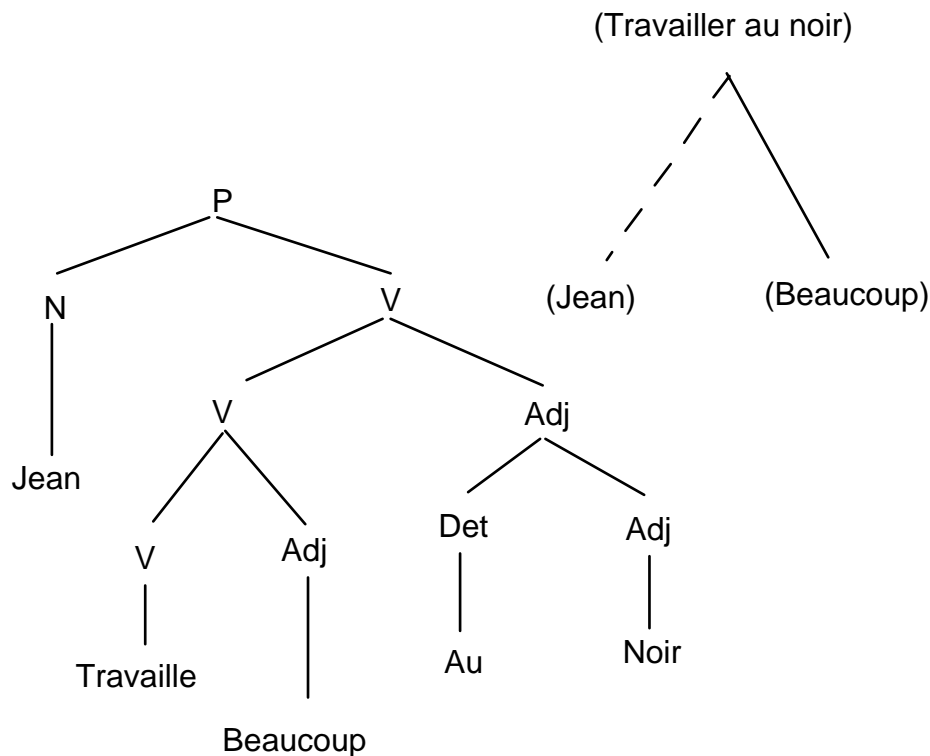 (Travailler au noir)
P
(Jean) (Beaucoup)
N V
V Adj
Jean
Det Adj
V Adj
Au Noir
Travaille
Beaucoup